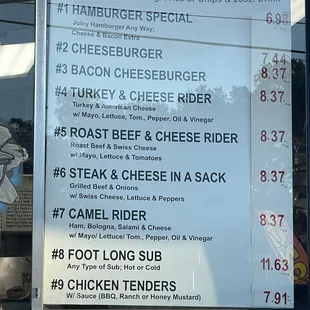 #1 HAMBURGER SPECIAL 6.98
Juicy Hamburger Any Way:
Cheese & Bacon Extra
#2 CHEESEBURGER 7.44
#3 BACON CHEESEBURGER 8.37
#4 TURKEY & CHEESE RIDER 8.37
Turkey & American Cheese
w/ Mayo, Lettuce, Tom., Pepper, Oil & Vinegar
#5 ROAST BEEF & CHEESE RIDER 8.37
Roast Beef & Swiss Cheese
w/ Mayo, Lettuce & Tomatoes
#6 STEAK & CHEESE IN A SACK 8.37
Grilled Beef & Onions
w/ Swiss Cheese, Lettuce & Peppers
#7 CAMEL RIDER 8.37
Ham, Bologna, Salami & Cheese
w/ Mayo/ Lettuce/ Tom., Pepper, Oil & Vinegar
#8 FOOT LONG SUB 11.63
Any Type of Sub; Hot or Cold
#9 CHICKEN TENDERS 7.91
W/ Sauce (BBQ, Ranch or Honey Mustard)